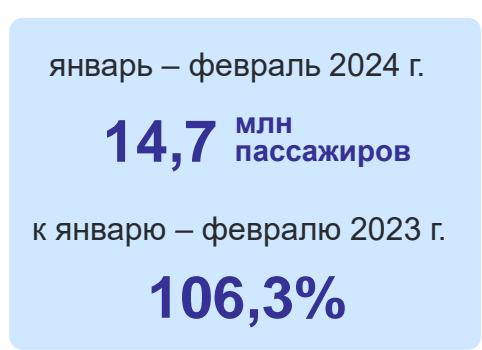 январь – февраль 2024 г.
14,7 млн
пассажиров
к январю – февралю 2023 г.
106,3%